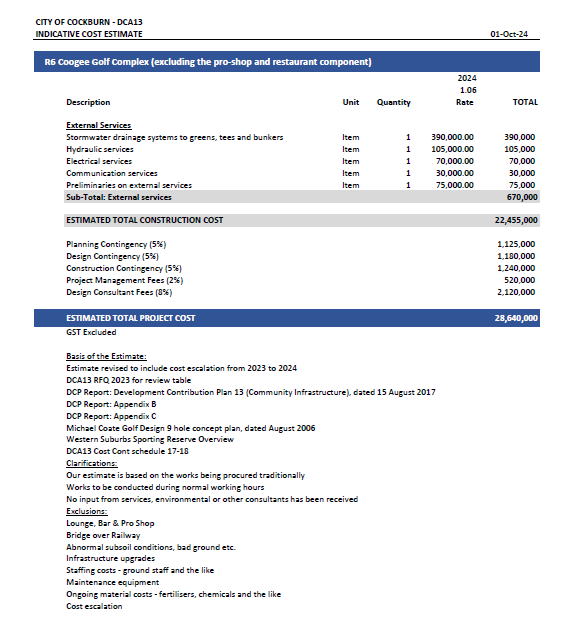 CITY OF COCKBURN - DCA13
INDICATIVE COST ESTIMATE 01-Oct-24
R6 Coogee Golf Complex (excluding the pro-shop and restaurant component)
2024
1.06
Description Unit Quantity Rate TOTAL
External Services
Stormwater drainage systems to greens, tees and bunkers Item 1 390,000.00 390,000
Hydraulic services Item 1 105,000.00 105,000
Electrical services Item 1 70,000.00 70,000
Communication services Item 1 30,000.00 30,000
Preliminaries on external services Item 1 75,000.00 75,000
Sub-Total: External services 670,000
ESTIMATED TOTAL CONSTRUCTION COST 22,455,000
Planning Contingency (5%) 1,125,000
Design Contingency (5%) 1,180,000
Construction Contingency (5%) 1,240,000
Project Management Fees (2%) 520,000
Design Consultant Fees (8%) 2,120,000
ESTIMATED TOTAL PROJECT COST 28,640,000
GST Excluded
Basis of the Estimate:
Estimate revised to include cost escalation from 2023 to 2024
DCA13 RFQ 2023 for review table
DCP Report: Development Contribution Plan 13 (Community Infrastructure), dated 15 August 2017
DCP Report: Appendix B
DCP Report: Appendix C
Michael Coate Golf Design 9 hole concept plan, dated August 2006
Western Suburbs Sporting Reserve Overview
DCA13 Cost Cont schedule 17-18
Clarifications:
Our estimate is based on the works being procured traditionally
Works to be conducted during normal working hours
No input from services, environmental or other consultants has been received
Exclusions:
Lounge, Bar & Pro Shop
Bridge over Railway
Abnormal subsoil conditions, bad ground etc.
Infrastructure upgrades
Staffing costs - ground staff and the like
Maintenance equipment
Ongoing material costs - fertilisers, chemicals and the like
Cost escalation